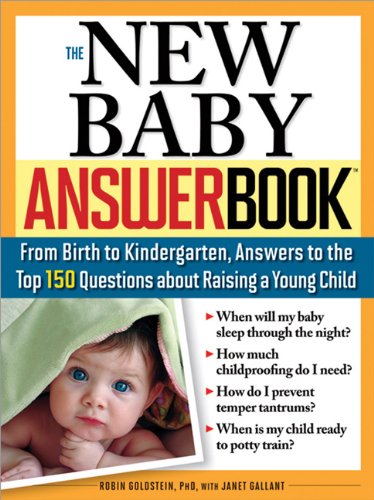 THE NEW
BABY
ANSWERBOOK™
From Birth to Kindergarten, Answers to the
Top 150 Questions about Raising a Young Child
When will my baby
sleep through the night?
How much
childproofing do I need?
How do I prevent
temper tantrums?
When is my child ready
to potty train?
ROBIN GOLDSTEIN, PHD, WITH JANET GALLANT